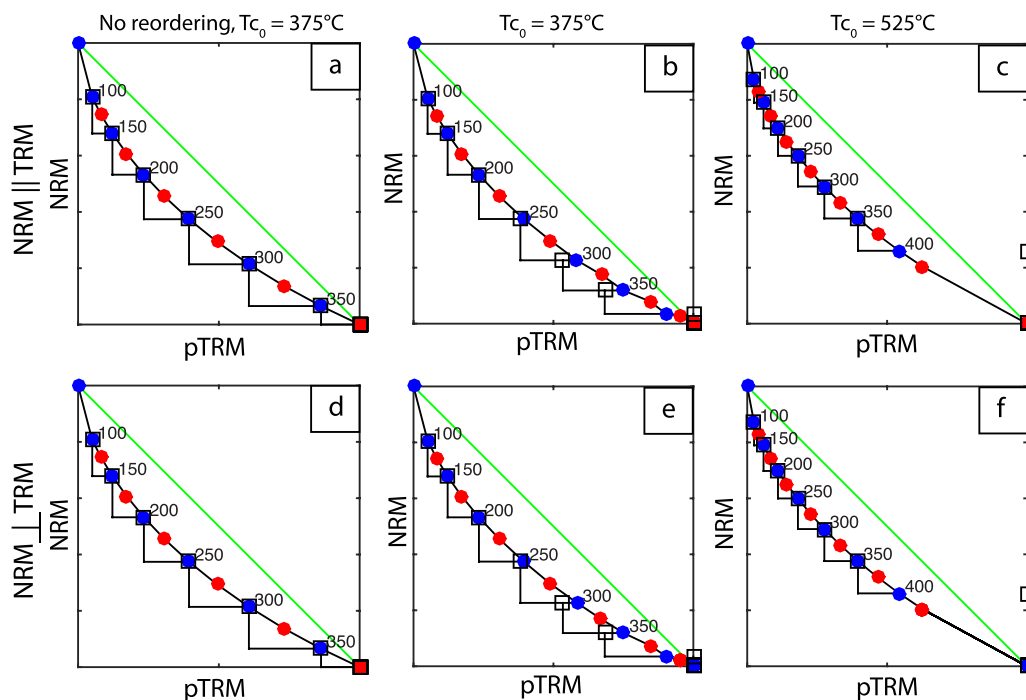 No reordering, Tc₀ = 375°C
Tc₀ = 375°C
Tc₀ = 525°C
NRM || TRM
NRM
a
100
150
200
250
300
350
pTRM
NRM
b
100
150
200
250
300
350
pTRM
NRM
c
100
150
200
250
300
350
400
pTRM
NRM ⊥ TRM
NRM
d
100
150
200
250
300
350
pTRM
NRM
e
100
150
200
250
300
350
pTRM
NRM
f
100
150
200
250
300
350
400
pTRM